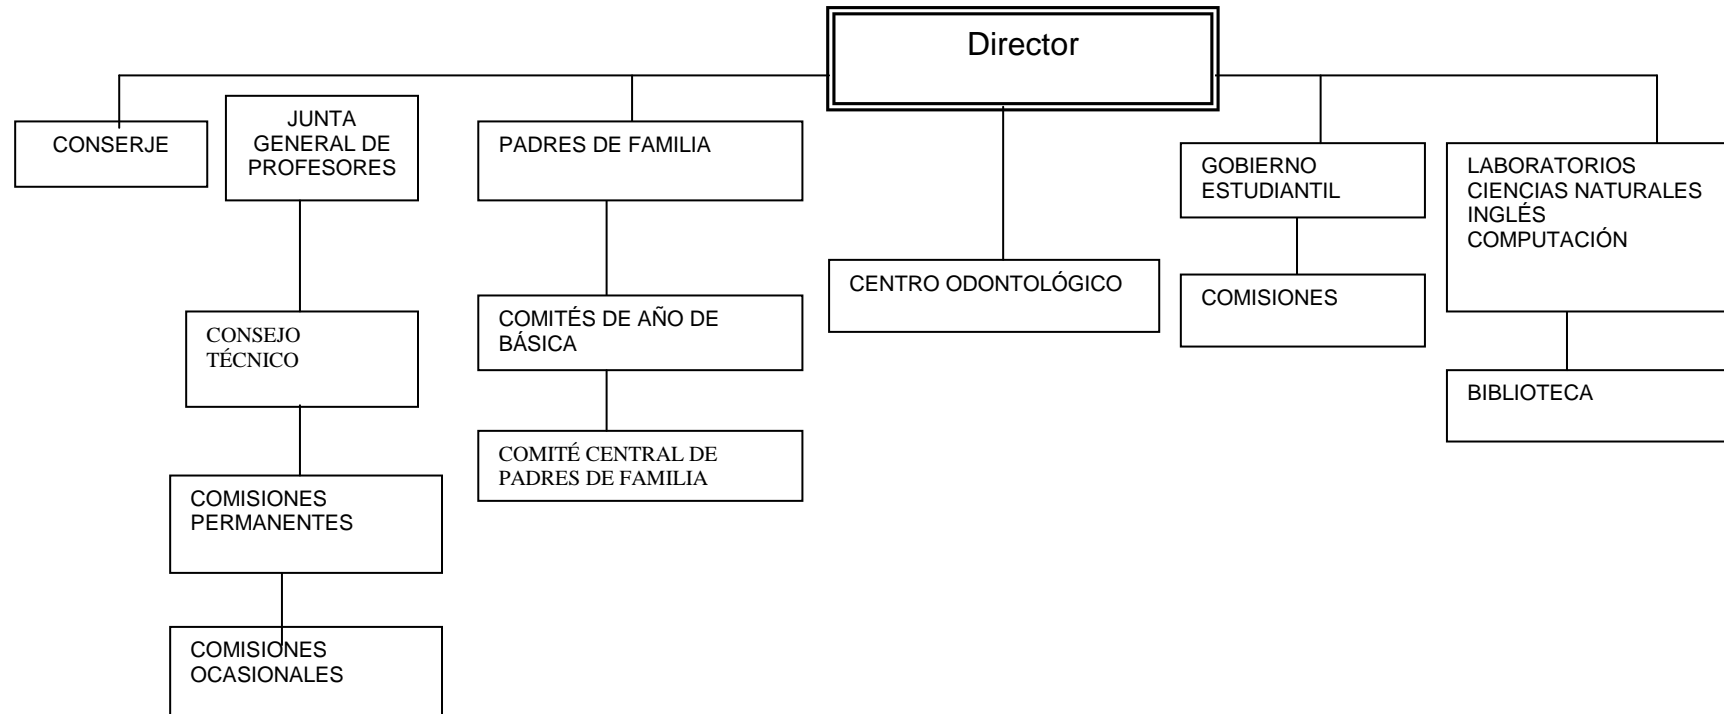 Director
CONSERJE
JUNTA
GENERAL DE
PROFESORES
PADRES DE FAMILIA
GOBIERNO
ESTUDIANTIL
LABORATORIOS
CIENCIAS NATURALES
INGLÉS
COMPUTACIÓN
CENTRO ODONTOLÓGICO
COMISIONES
CONSEJO
TÉCNICO
COMITÉS DE AÑO DE
BÁSICA
BIBLIOTECA
COMITÉ CENTRAL DE
PADRES DE FAMILIA
COMISIONES
PERMANENTES
COMISIONES
OCASIONALES